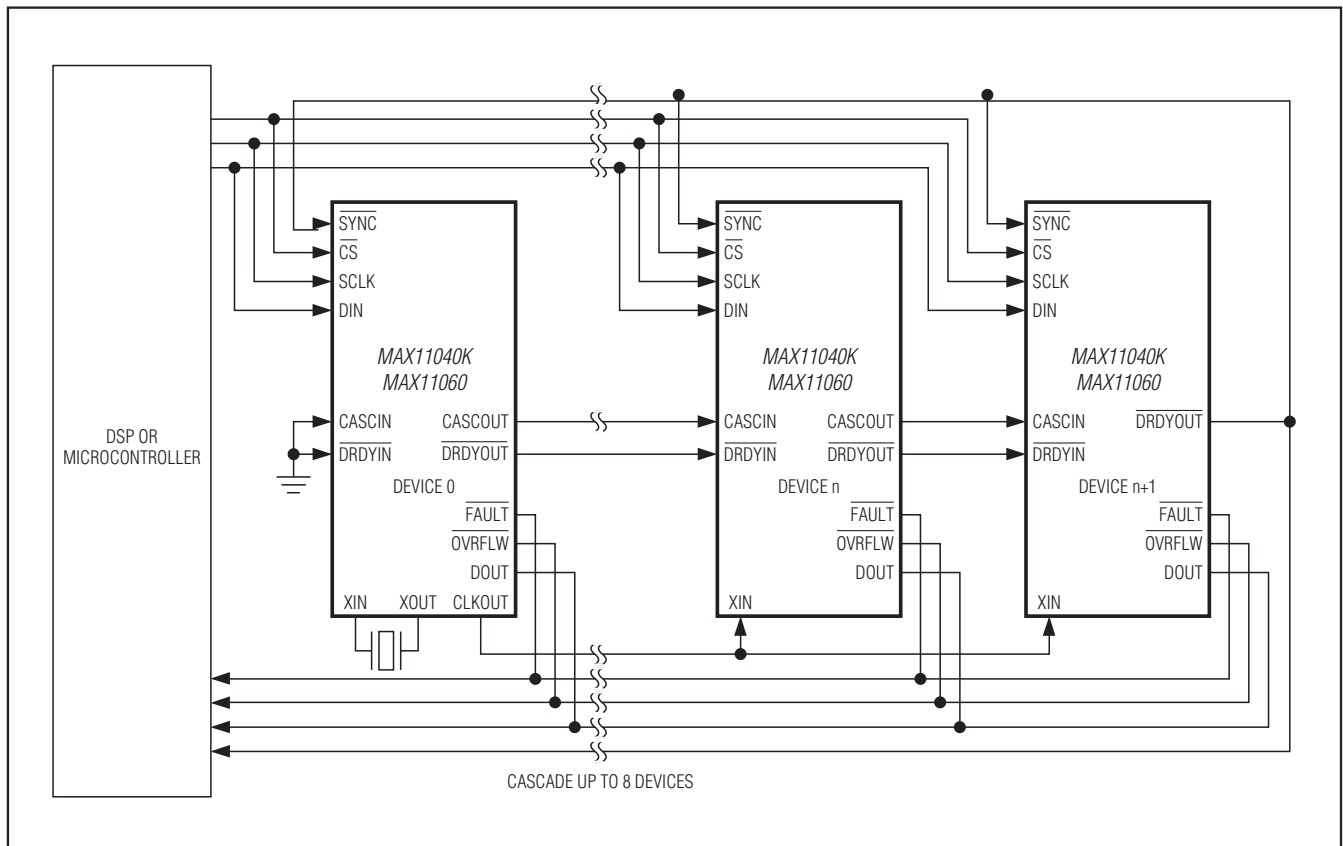 DSP OR
MICROCONTROLLER
SYNC
CS
SCLK
DIN
MAX11040K
MAX11060
CASCIN
CASCOUT
DRDYIN
DRDYOUT
DEVICE 0
FAULT
OVRFLW
DOUT
XIN
XOUT
CLKOUT
SYNC
CS
SCLK
DIN
MAX11040K
MAX11060
CASCIN
CASCOUT
DRDYIN
DRDYOUT
DEVICE n
FAULT
OVRFLW
DOUT
XIN
SYNC
CS
SCLK
DIN
MAX11040K
MAX11060
CASCIN
DRDYOUT
DRDYIN
DEVICE n+1
FAULT
OVRFLW
DOUT
XIN
CASCADE UP TO 8 DEVICES